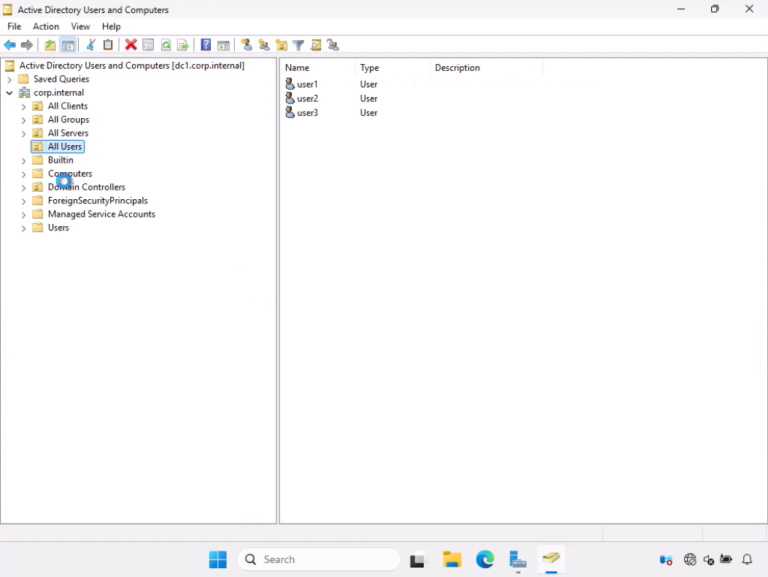 Active Directory Users and Computers
File Action View Help
Active Directory Users and Computers [dc1.corp.internal]
Saved Queries
corp.internal
All Clients
All Groups
All Servers
All Users
Builtin
Computers
Domain Controllers
ForeignSecurityPrincipals
Managed Service Accounts
Users
Name Type Description
user1 User
user2 User
user3 User
Search